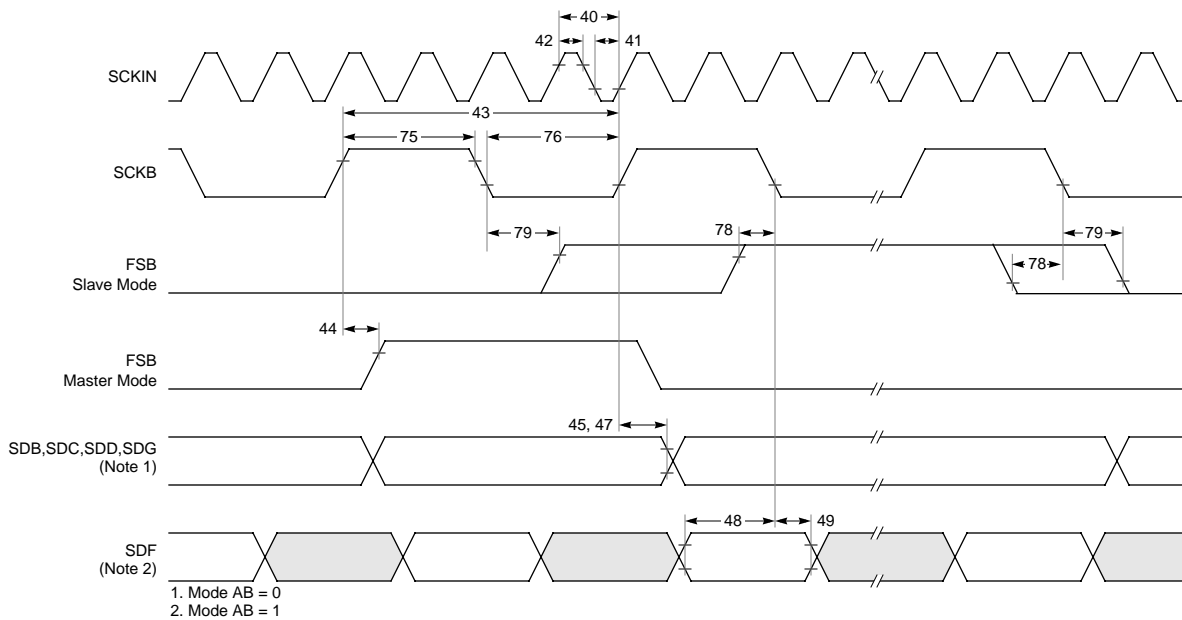 40
42
41
SCKIN
43
75
76
SCKB
79
78
79
FSB
Slave Mode
78
44
FSB
Master Mode
45, 47
SDB,SDC,SDD,SDG
(Note 1)
48
49
SDF
(Note 2)
1. Mode AB = 0
2. Mode AB = 1